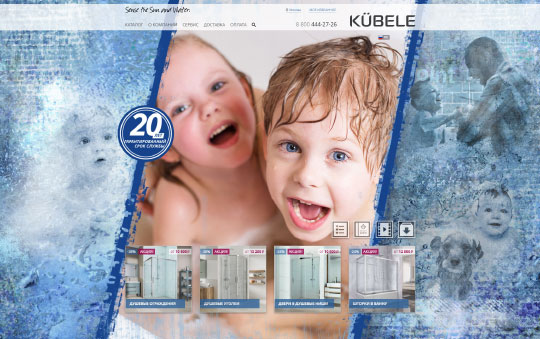 Since the Sun and Water.
КАТАЛОГ О КОМПАНИИ СЕРВИС ДОСТАВКА ОПЛАТА
8 800 444-27-26
KÜBELE
20 ЛЕТ
ГАРАНТИРОВАННЫЙ
СРОК СЛУЖБЫ
АКЦИЯ
ДУШЕВЫЕ ОГРАЖДЕНИЯ
АКЦИЯ
ДУШЕВЫЕ УГОЛКИ
АКЦИЯ
ДВЕРИ В ДУШЕВЫЕ НИШИ
АКЦИЯ
ШТОРКИ В ВАННУ